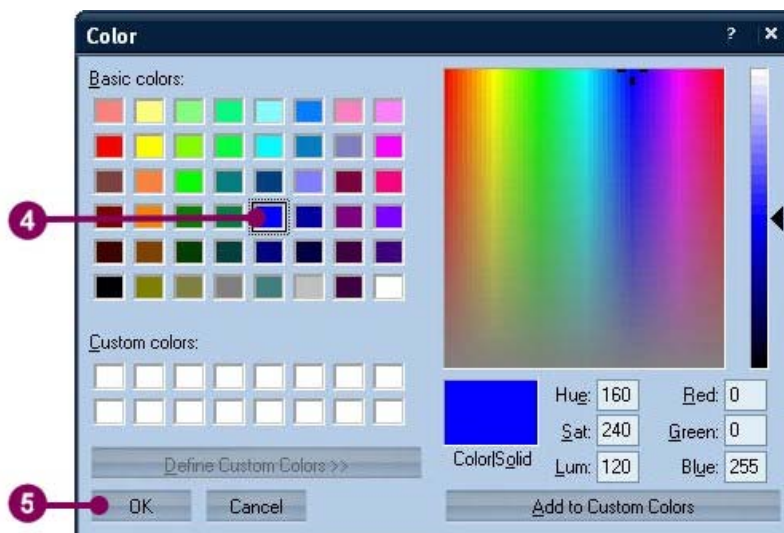 Color ? ×
Basic colors:
4
Custom colors:
Define Custom Colors >>
5 OK Cancel
Color|Solid
Hue: 160 Red: 0
Sat: 240 Green: 0
Lum: 120 Blue: 255
Add to Custom Colors